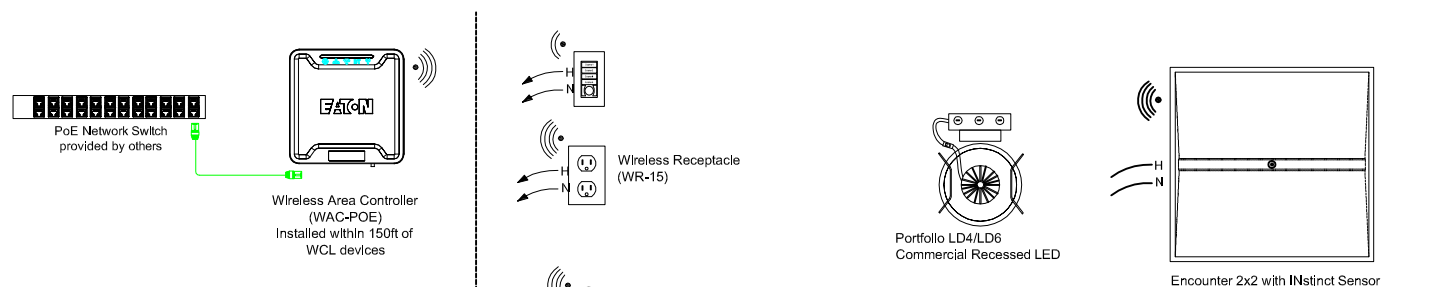 EATON
PoE Network Switch
provided by others
Wireless Area Controller
(WAC-POE)
Installed within 150ft of
WCL devices
H
N
H
N
Wireless Receptacle
(WR-15)
Portfolio LD4/LD6
Commercial Recessed LED
H
N
Encounter 2x2 with INstinct Sensor